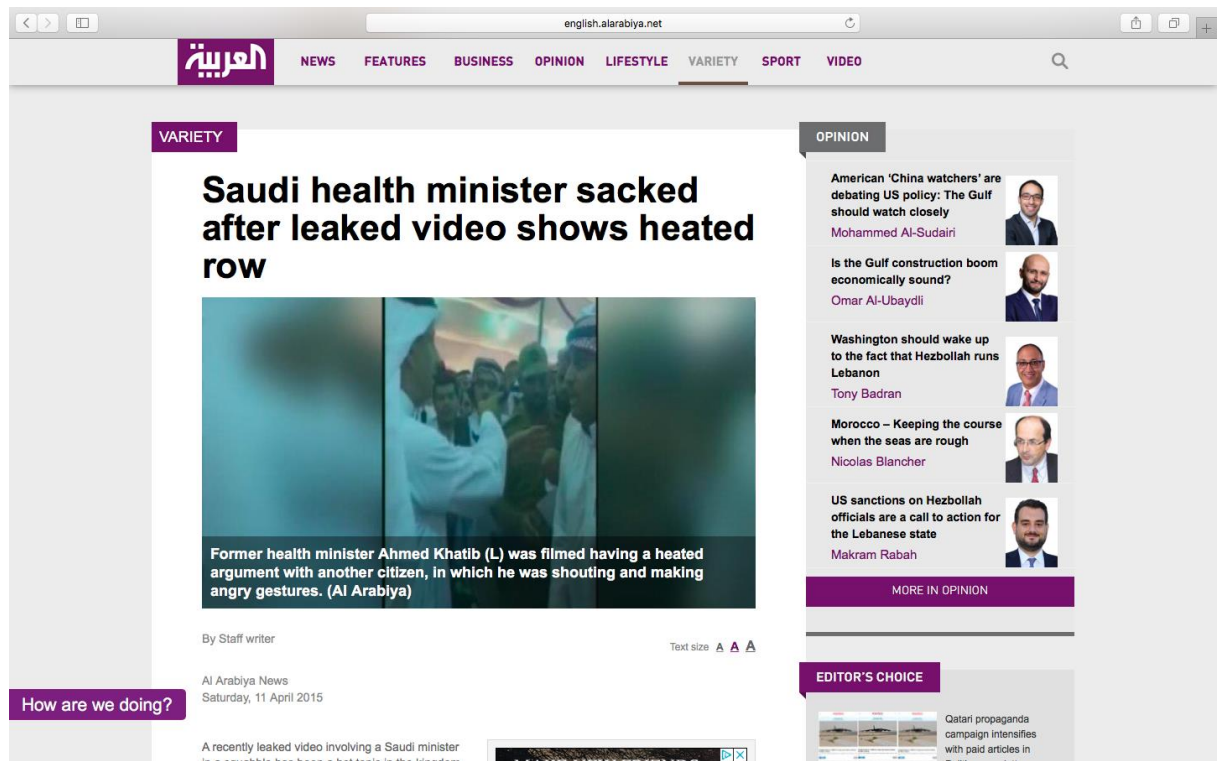 english.alarabiya.net
العربية
NEWS FEATURES BUSINESS OPINION LIFESTYLE VARIETY SPORT VIDEO
VARIETY
Saudi health minister sacked
after leaked video shows heated
row
Former health minister Ahmed Khatib (L) was filmed having a heated
argument with another citizen, in which he was shouting and making
angry gestures. (Al Arabiya)
By Staff writer
Text size A A A
Al Arabiya News
Saturday, 11 April 2015
How are we doing?
A recently leaked video involving a Saudi minister
OPINION
American ‘China watchers’ are
debating US policy: The Gulf
should watch closely
Mohammed Al-Sudairi
Is the Gulf construction boom
economically sound?
Omar Al-Ubaydli
Washington should wake up
to the fact that Hezbollah runs
Lebanon
Tony Badran
Morocco – Keeping the course
when the seas are rough
Nicolas Blancher
US sanctions on Hezbollah
officials are a call to action for
the Lebanese state
Makram Rabah
MORE IN OPINION
EDITOR’S CHOICE
Qatari propaganda
campaign intensifies
with paid articles in